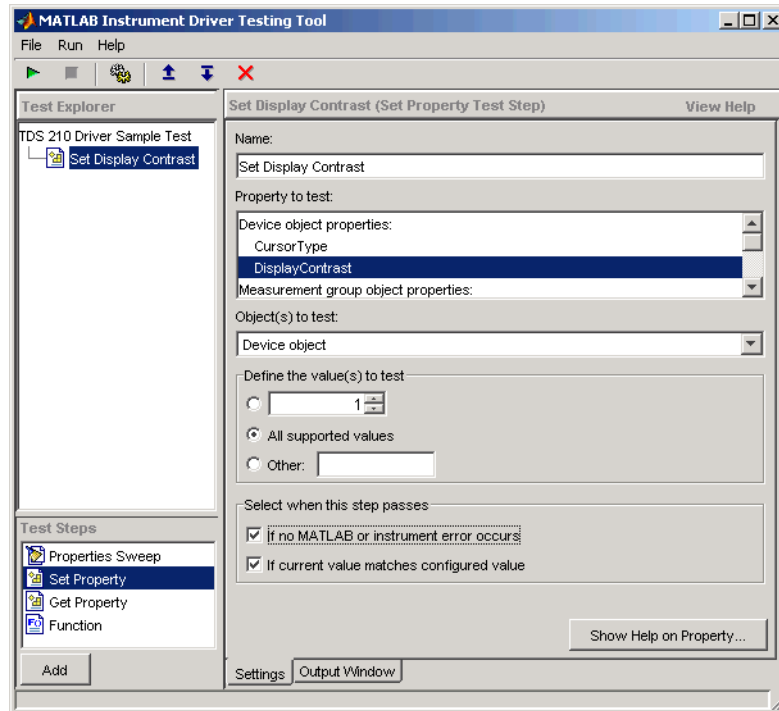 MATLAB Instrument Driver Testing Tool
File Run Help
Test Explorer
TDS 210 Driver Sample Test
Set Display Contrast
Test Steps
Properties Sweep
Set Property
Get Property
Function
Add
Set Display Contrast (Set Property Test Step) View Help
Name:
Set Display Contrast
Property to test:
Device object properties:
CursorType
DisplayContrast
Measurement group object properties:
Object(s) to test:
Device object
Define the value(s) to test
1
All supported values
Other:
Select when this step passes
If no MATLAB or instrument error occurs
If current value matches configured value
Show Help on Property...
Settings Output Window